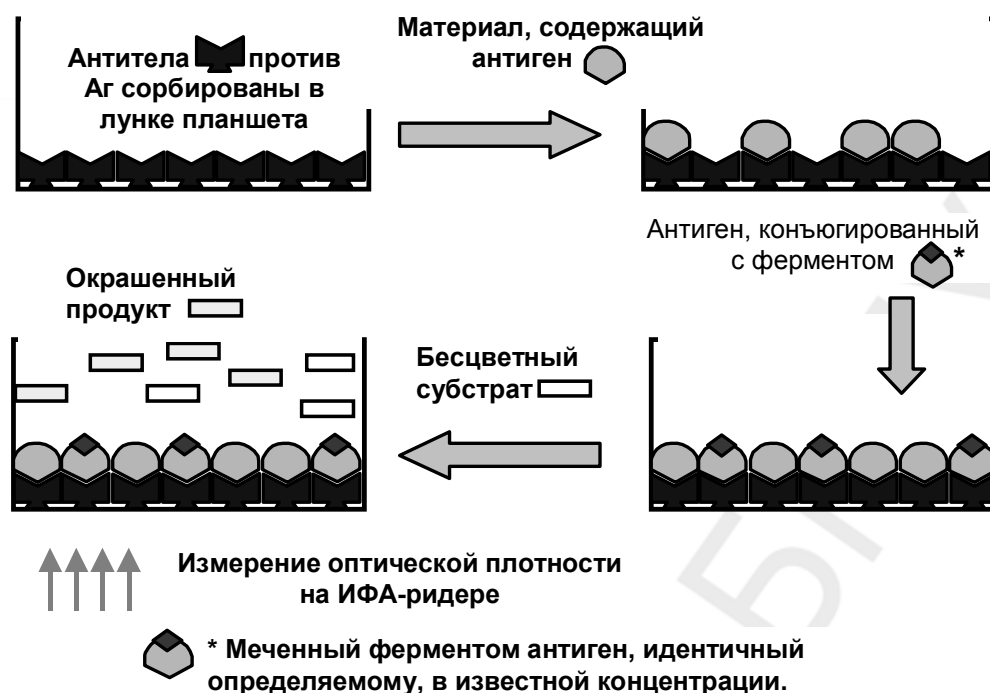 Антитела против
Аг сорбированы в
лунке планшета
Материал, содержащий
антиген
Антиген, конъюгированный
с ферментом *
Бесцветный
субстрат
Окрашенный
продукт
Измерение оптической плотности
на ИФА-ридере
* Меченный ферментом антиген, идентичный
определяемому, в известной концентрации.